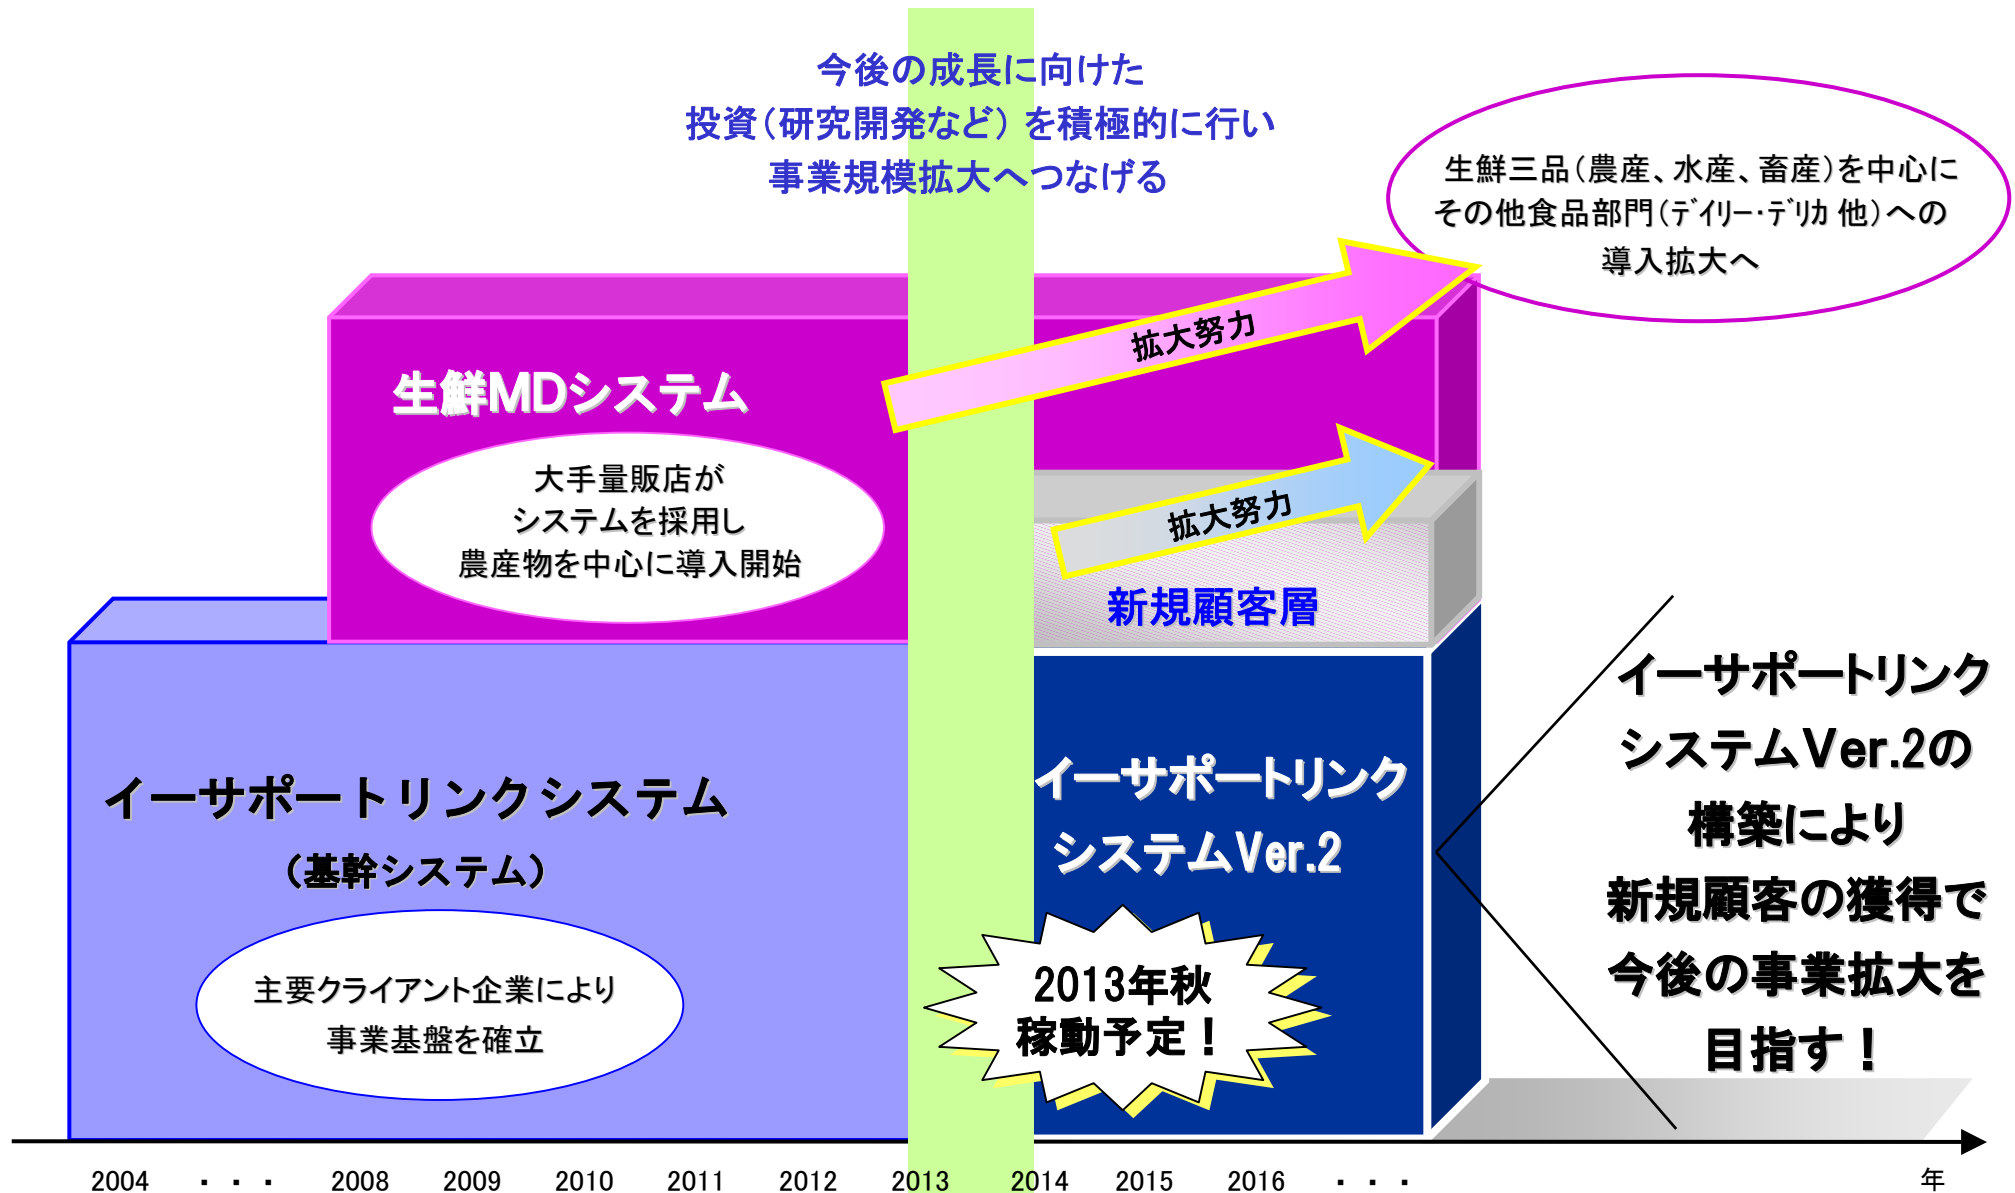 今後の成長に向けた
投資（研究開発など）を積極的に行い
事業規模拡大へつなげる
生鮮三品（農産、水産、畜産）を中心に
その他食品部門（ﾃﾞｲﾘｰ･ﾃﾞﾘｶ 他）への
導入拡大へ
拡大努力
生鮮MDシステム
大手量販店が
システムを採用し
農産物を中心に導入開始
拡大努力
新規顧客層
イーサポートリンクシステム
（基幹システム）
主要クライアント企業により
事業基盤を確立
イーサポートリンク
システムVer.2
2013年秋
稼動予定！
イーサポートリンク
システムVer.2の
構築により
新規顧客の獲得で
今後の事業拡大を
目指す！
2004 ・・・ 2008 2009 2010 2011 2012 2013 2014 2015 2016 ・・・ 年